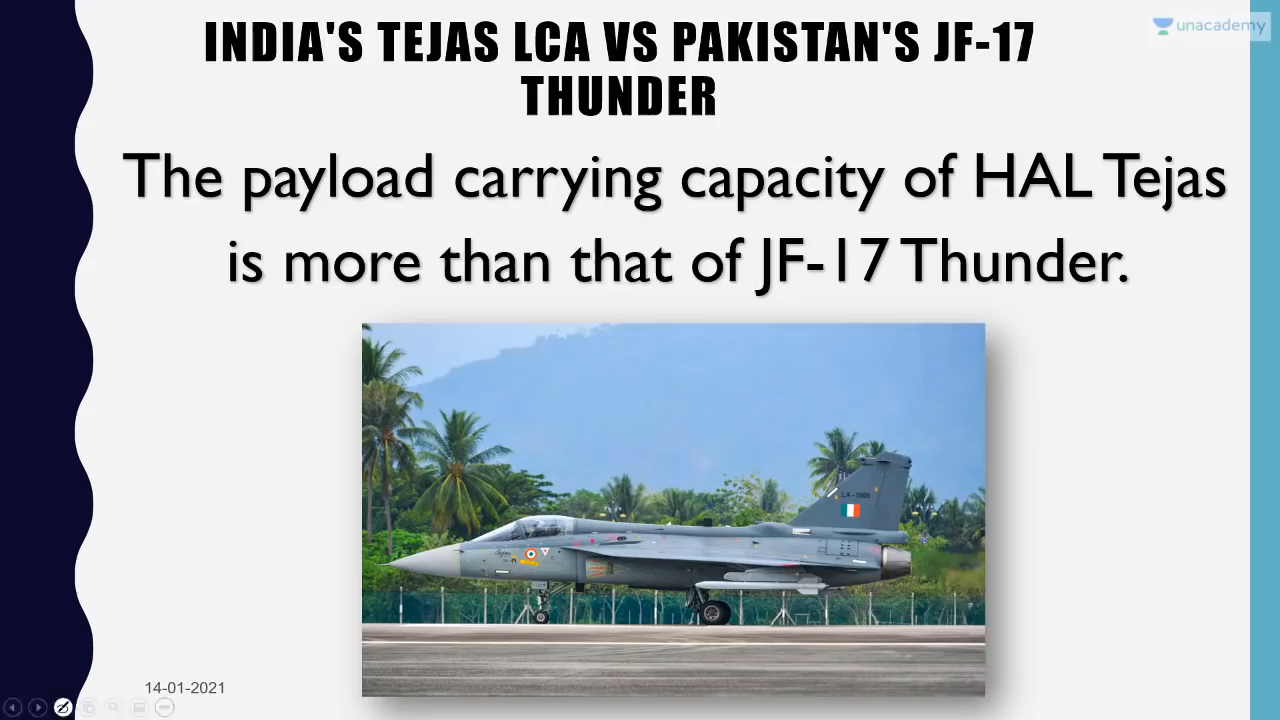 INDIA'S TEJAS LCA VS PAKISTAN'S JF-17
THUNDER
unacademy
The payload carrying capacity of HAL Tejas
is more than that of JF-17 Thunder.
Tejas
14-01-2021